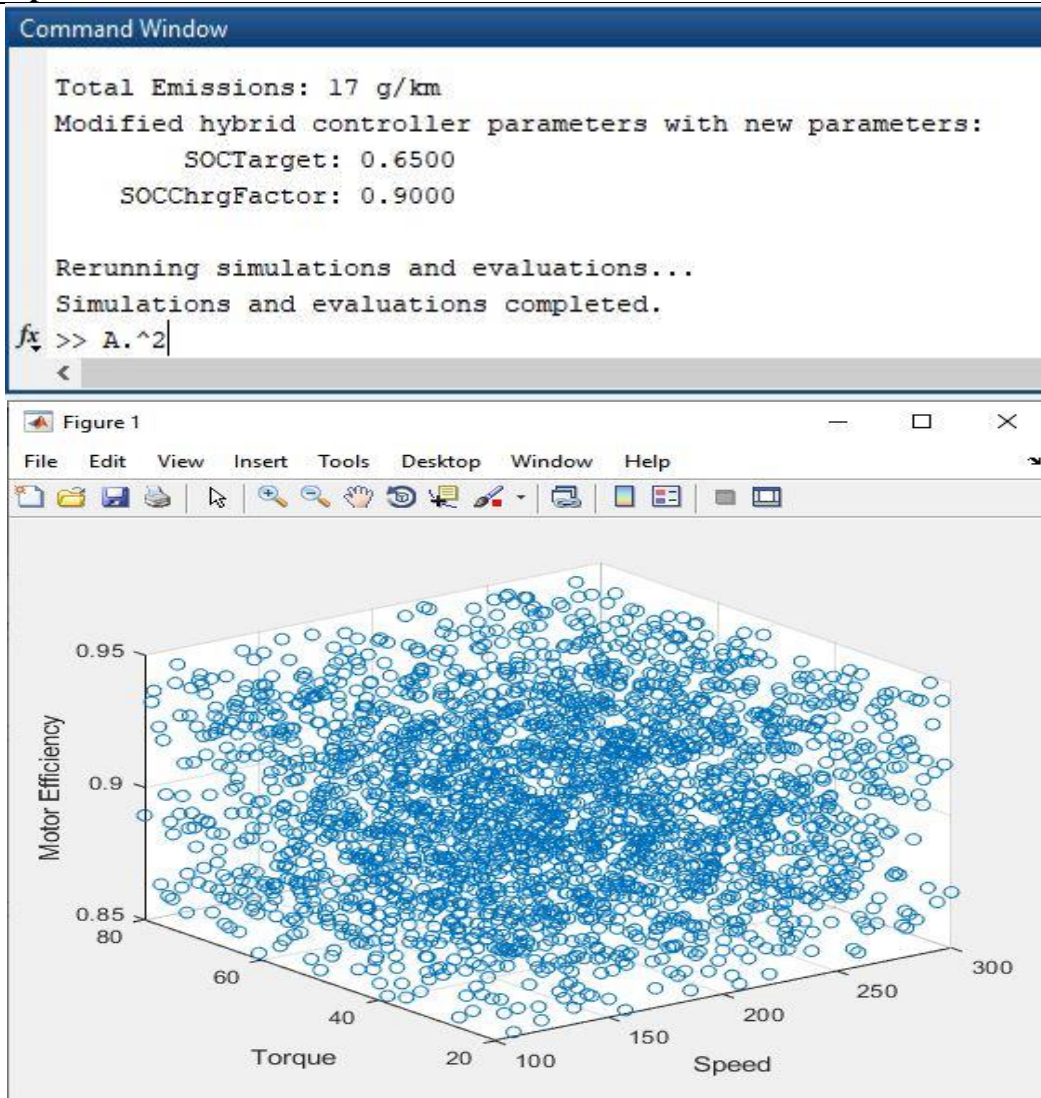 Command Window
Total Emissions: 17 g/km
Modified hybrid controller parameters with new parameters:
SOCTarget: 0.6500
SOCChrgFactor: 0.9000
Rerunning simulations and evaluations...
Simulations and evaluations completed.
fx >> A.^2
Figure 1
File Edit View Insert Tools Desktop Window Help
0.95
0.9
0.85
Motor Efficiency
80
60
40
20
Torque
100
150
200
250
300
Speed